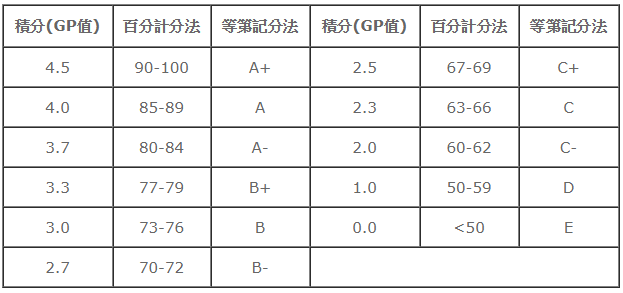 積分(GP值) 百分計分法 等第記分法 積分(GP值) 百分計分法 等第記分法
4.5 90-100 A+ 2.5 67-69 C+
4.0 85-89 A 2.3 63-66 C
3.7 80-84 A- 2.0 60-62 C-
3.3 77-79 B+ 1.0 50-59 D
3.0 73-76 B 0.0 <50 E
2.7 70-72 B-